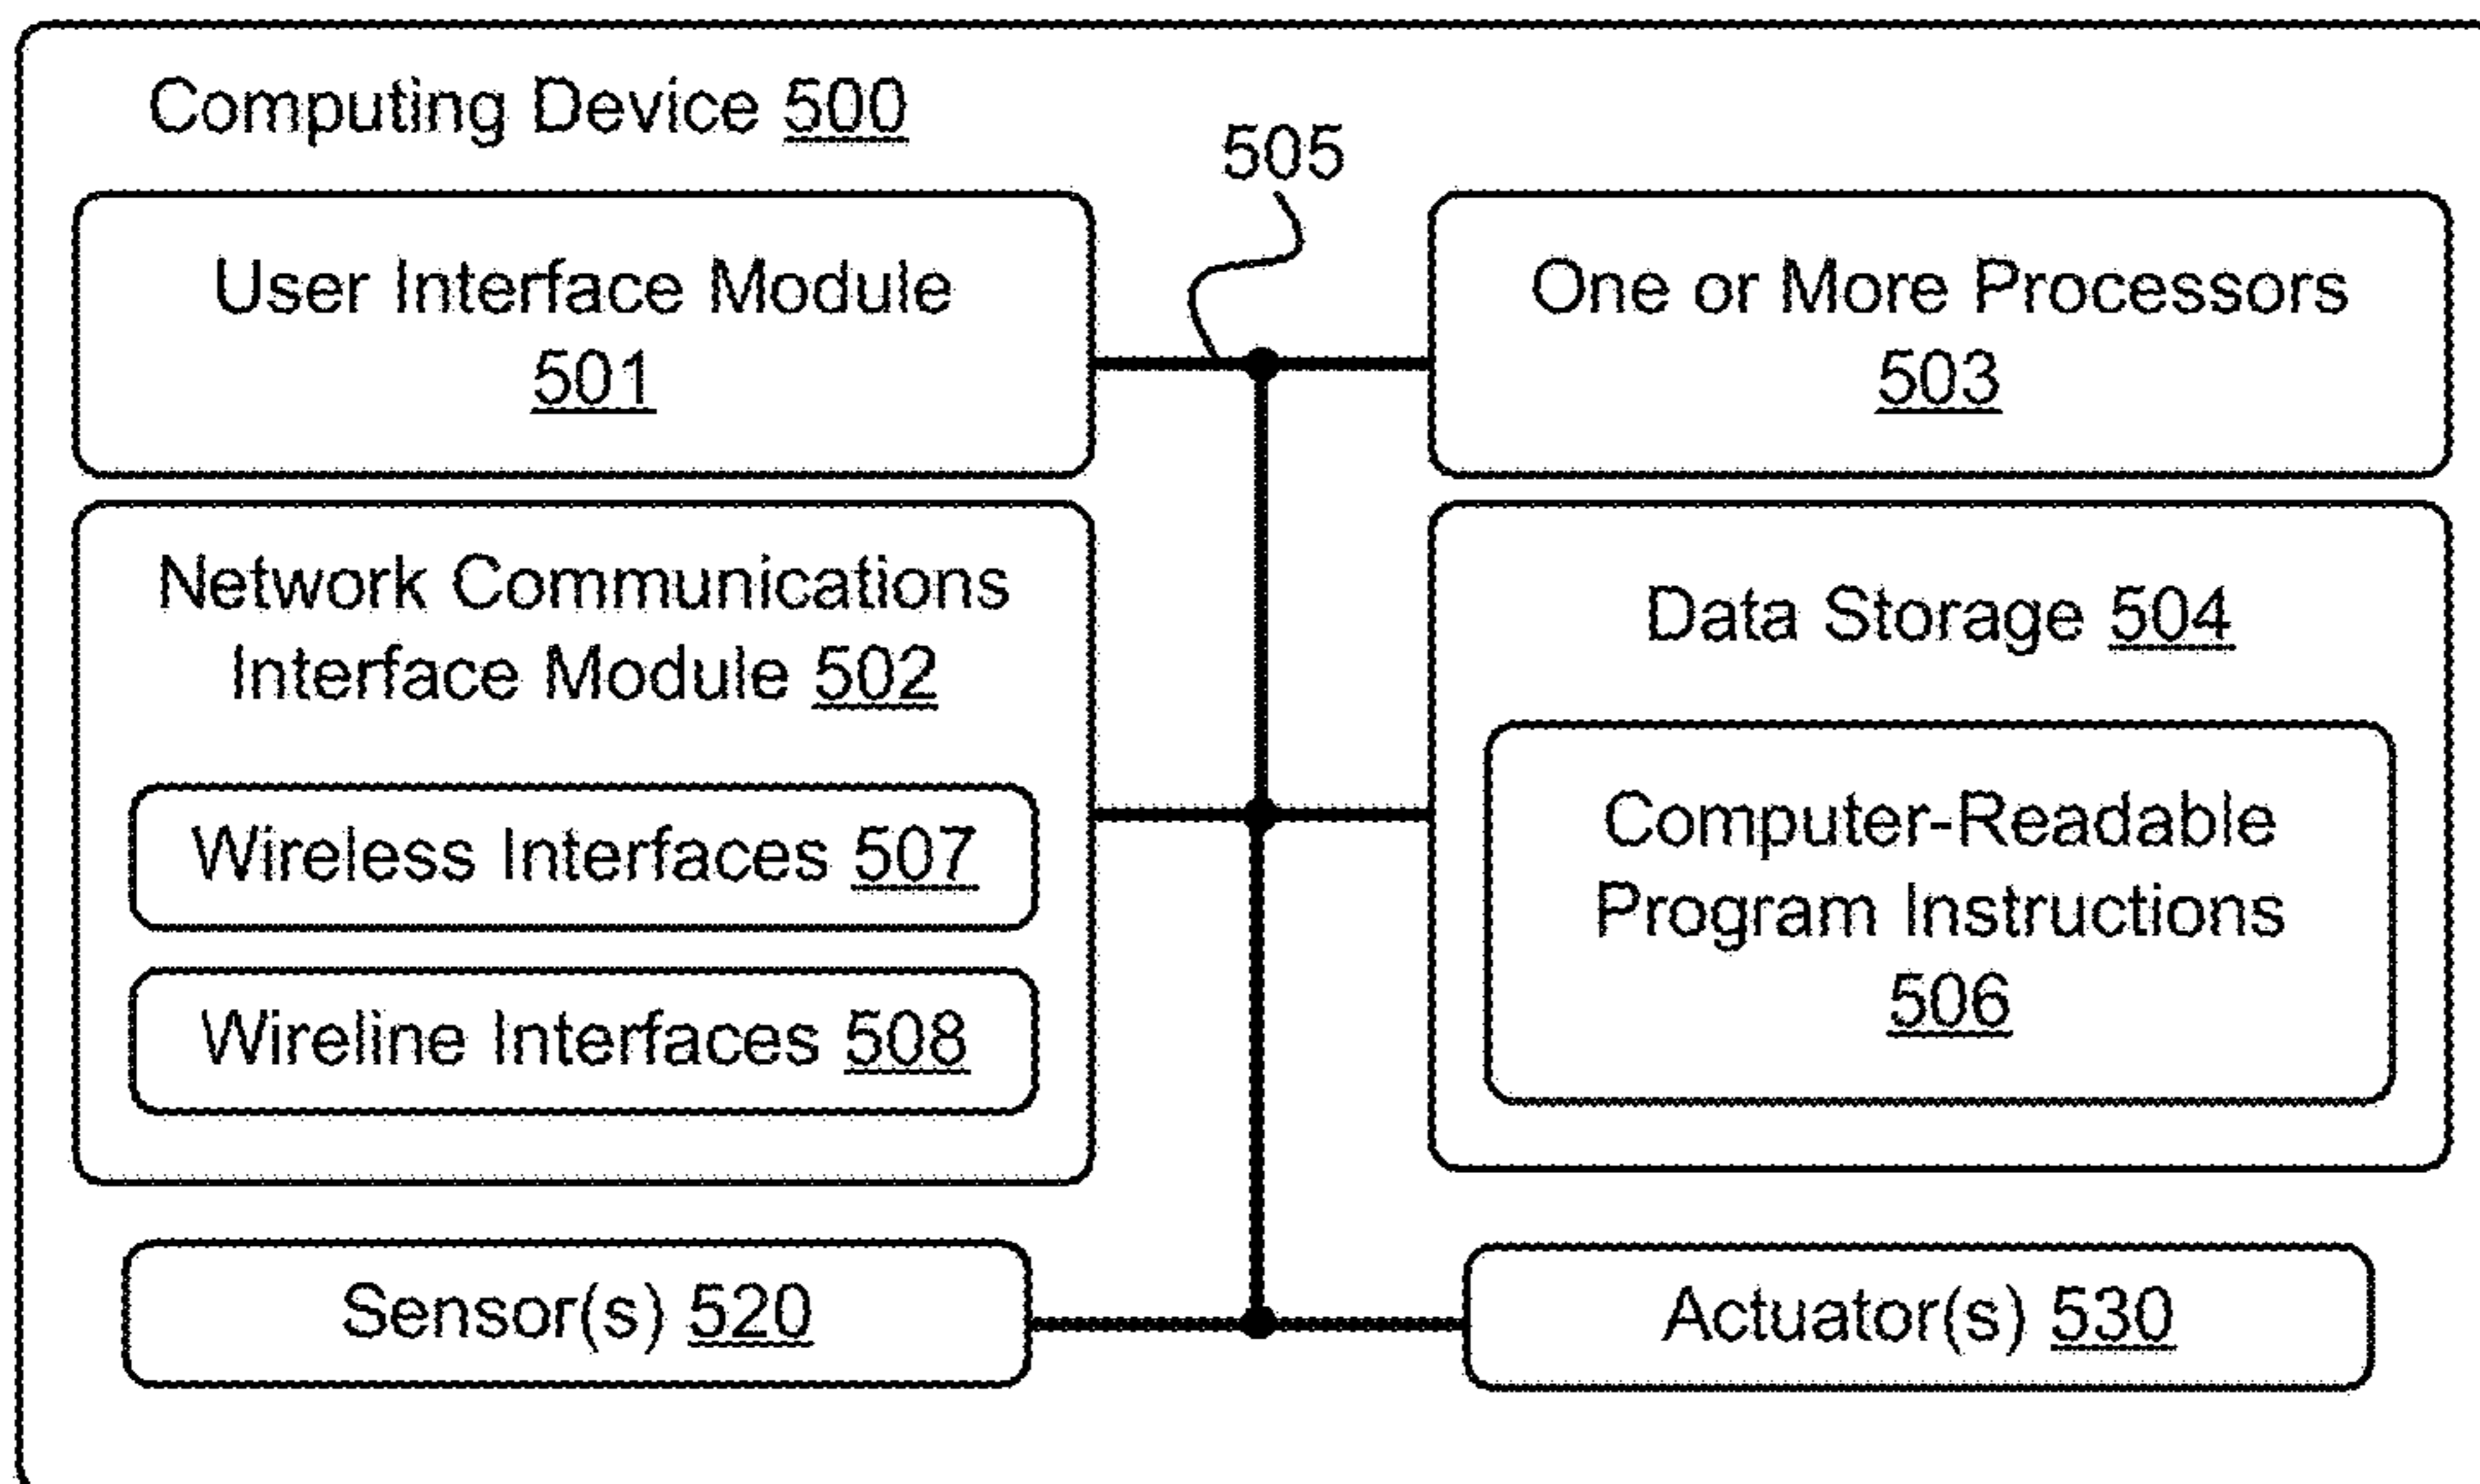 Computing Device 500
505
User Interface Module
501
One or More Processors
503
Network Communications
Interface Module 502
Wireless Interfaces 507
Wireline Interfaces 508
Data Storage 504
Computer-Readable
Program Instructions
506
Sensor(s) 520
Actuator(s) 530